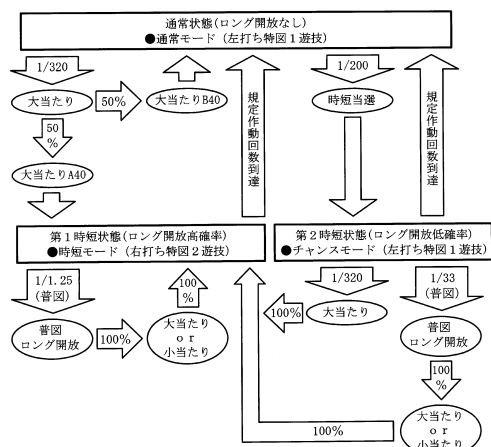 通常状態(ロング開放なし)
●通常モード(左打ち特図1遊技)
1/320
1/200
大当たり
50%
大当たりB40
時短当選
規定作動回数到達
規定作動回数到達
50
%
大当たりA40
第1時短状態(ロング開放高確率)
●時短モード(右打ち特図2遊技)
第2時短状態(ロング開放低確率)
●チャンスモード(左打ち特図1遊技)
1/1.25
(普図)
100
%
1/320
1/33
(普図)
普図
ロング開放
100%
大当たり
or
小当たり
100%
大当たり
普図
ロング開放
100
%
100%
大当たり
or
小当たり